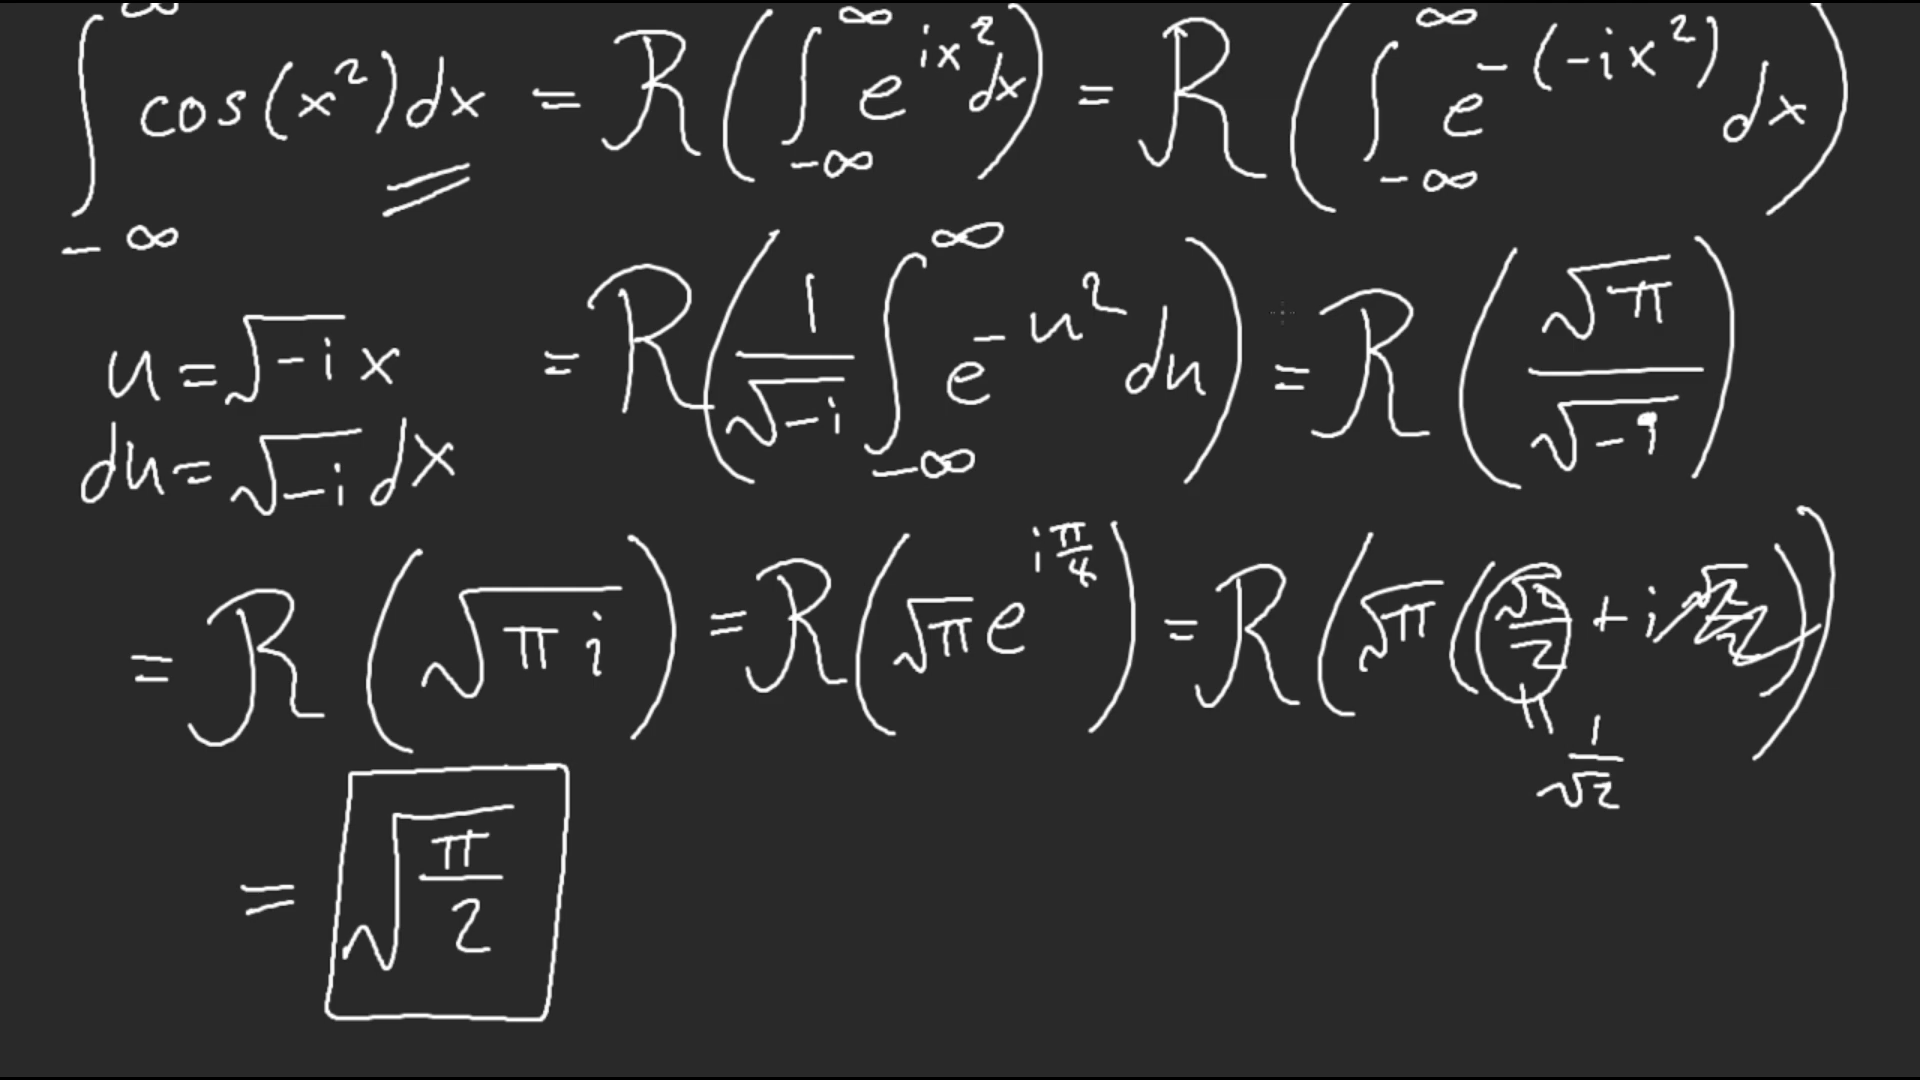 ∫_{-∞}^{∞} cos(x²)dx = R(∫_{-∞}^{∞} e^{ix²}dx) = R(∫_{-∞}^{∞} e^{-(-ix²)}dx)
u = √-i x = R(1/√-i ∫_{-∞}^{∞} e^{-u²}du) = R(√π/√-i)
du = √-i dx
= R(√πi) = R(√π e^{iπ/4}) = R(√π(√2/2 + i√2/2))
= 1/√2
= √π/2